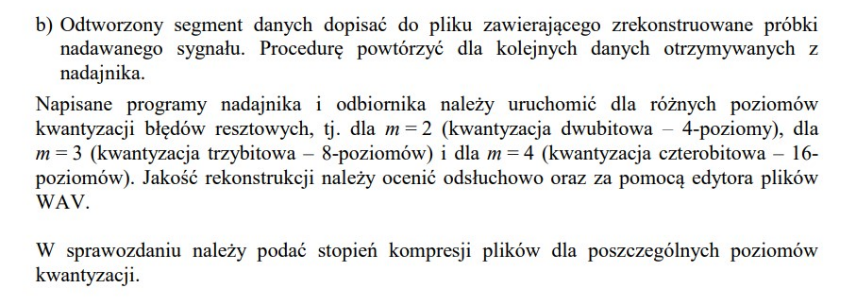 b) Odtworzony segment danych dopisać do pliku zawierającego zrekonstruowane próbki
nadawanego sygnału. Procedurę powtórzyć dla kolejnych danych otrzymywanych z
nadajnika.
Napisane programy nadajnika i odbiornika należy uruchomić dla różnych poziomów
kwantyzacji błędów resztowych, tj. dla m = 2 (kwantyzacja dwubitowa – 4-poziomy), dla
m = 3 (kwantyzacja trzybitowa – 8-poziomów) i dla m = 4 (kwantyzacja czterobitowa – 16-
poziomów). Jakość rekonstrukcji należy ocenić odsłuchowo oraz za pomocą edytora plików
WAV.
W sprawozdaniu należy podać stopień kompresji plików dla poszczególnych poziomów
kwantyzacji.